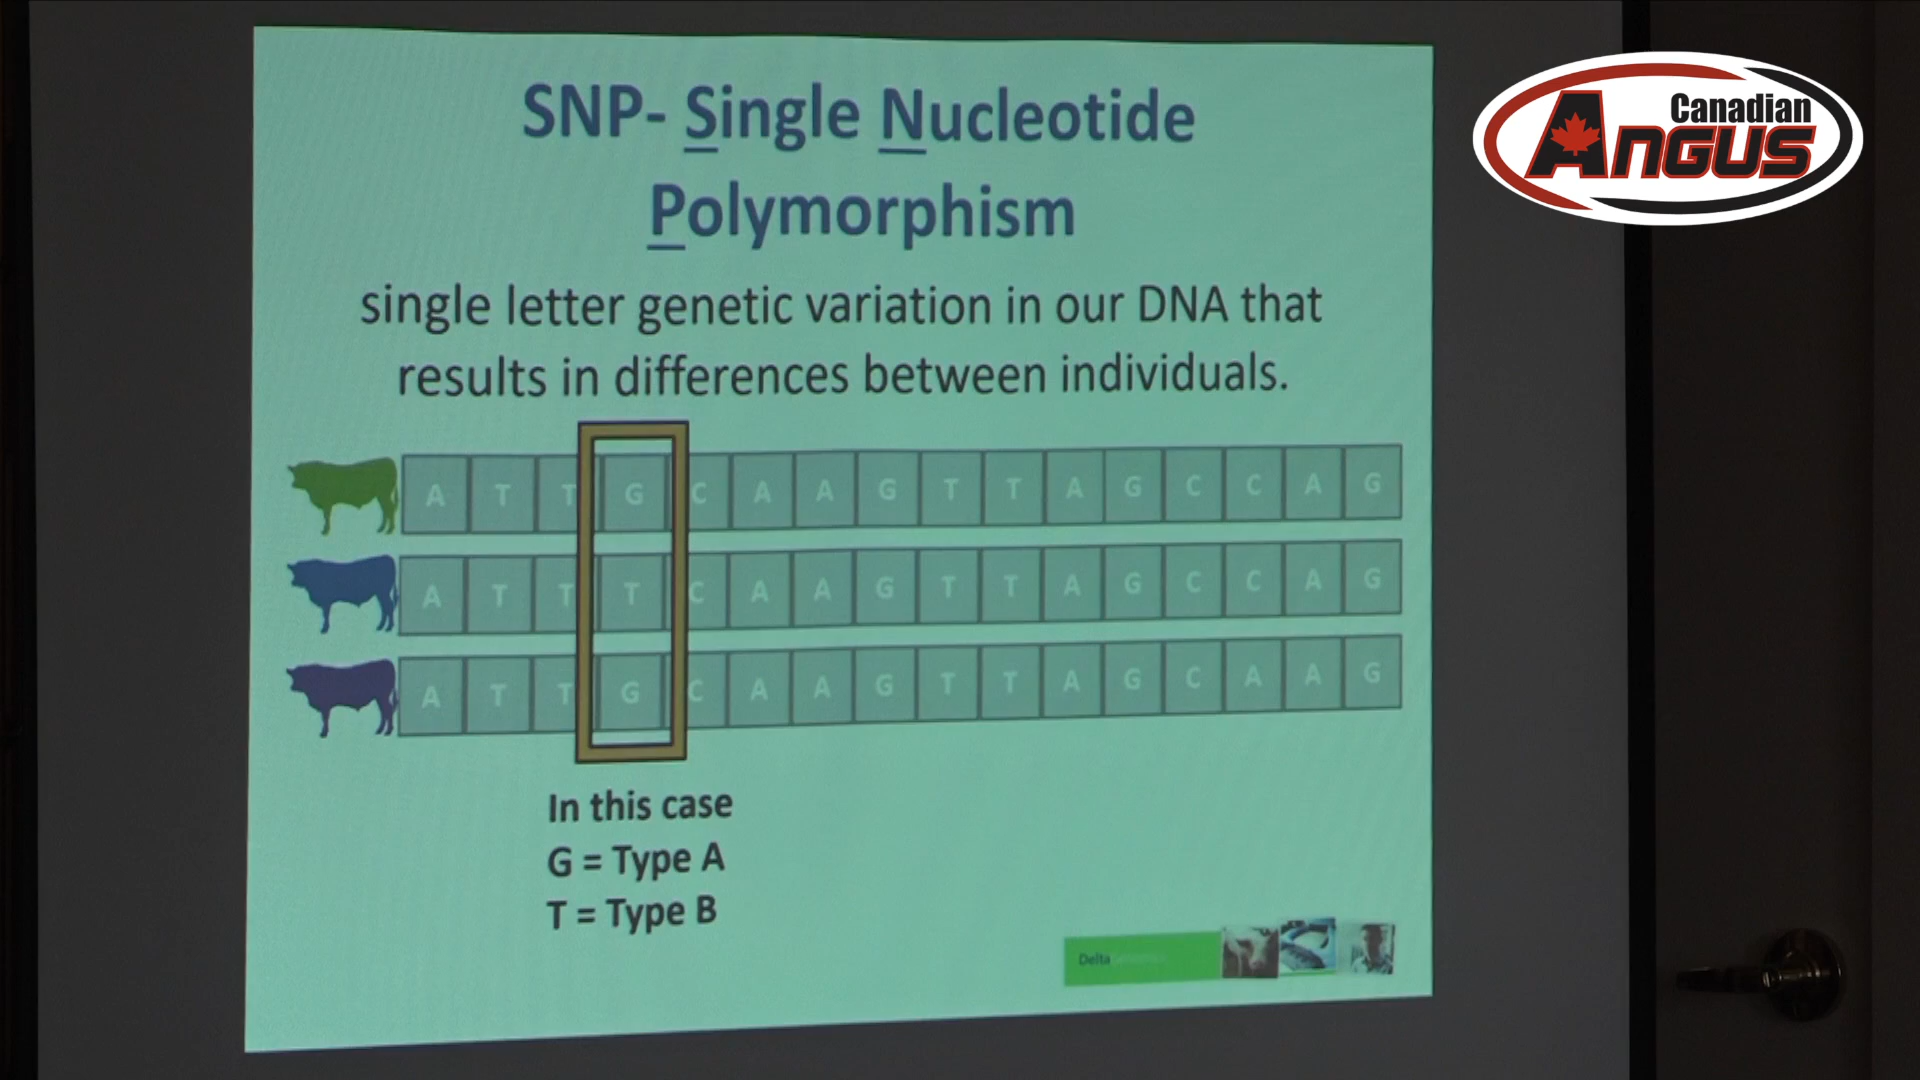 SNP- Single Nucleotide
Polymorphism
single letter genetic variation in our DNA that
results in differences between individuals.
A T T G C A A G T T A G C C A G
A T T T C A A G T T A G C C A G
A T T G C A A G T T A G C A A G
In this case
G = Type A
T = Type B
Delta
Canadian
ANGUS